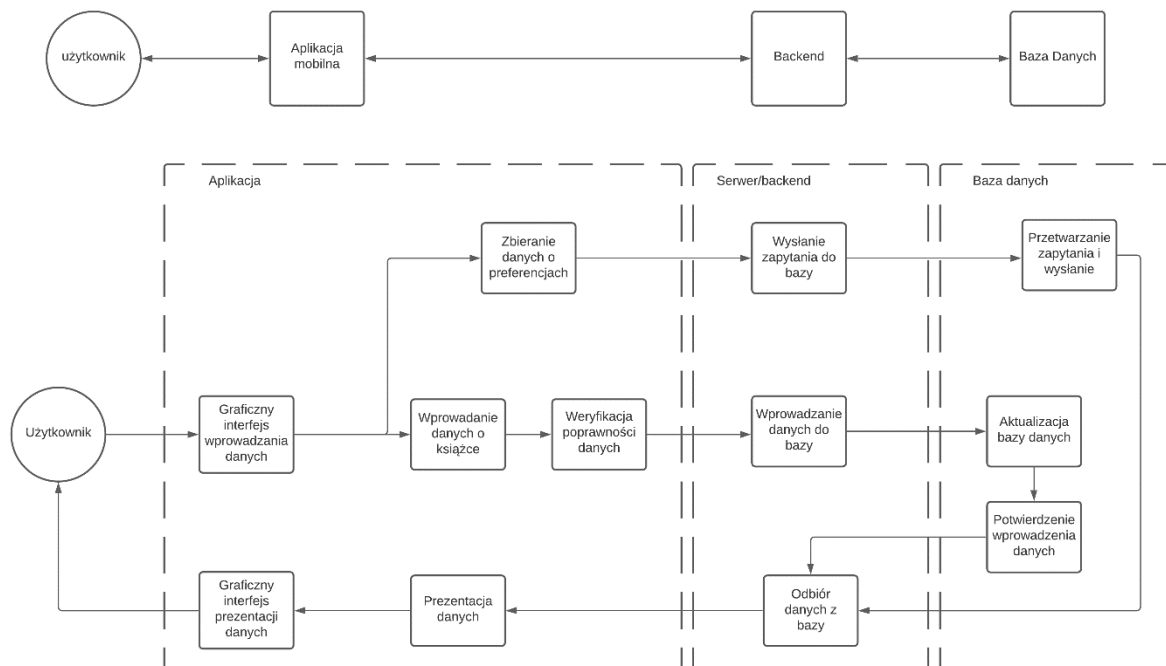 użytkownik
Aplikacja
mobilna
Backend
Baza Danych
Aplikacja
Serwer/backend
Baza danych
Zbieranie
danych o
preferencjach
Wysłanie
zapytania do
bazy
Przetwarzanie
zapytania i
wysłanie
Użytkownik
Graficzny
interfejs
wprowadzania
danych
Wprowadanie
danych o
książce
Weryfikacja
poprawności
danych
Wprowadzanie
danych do
bazy
Aktualizacja
bazy danych
Potwierdzenie
wprowadzenia
danych
Graficzny
interfejs
prezentacji
danych
Prezentacja
danych
Odbiór
danych z
bazy